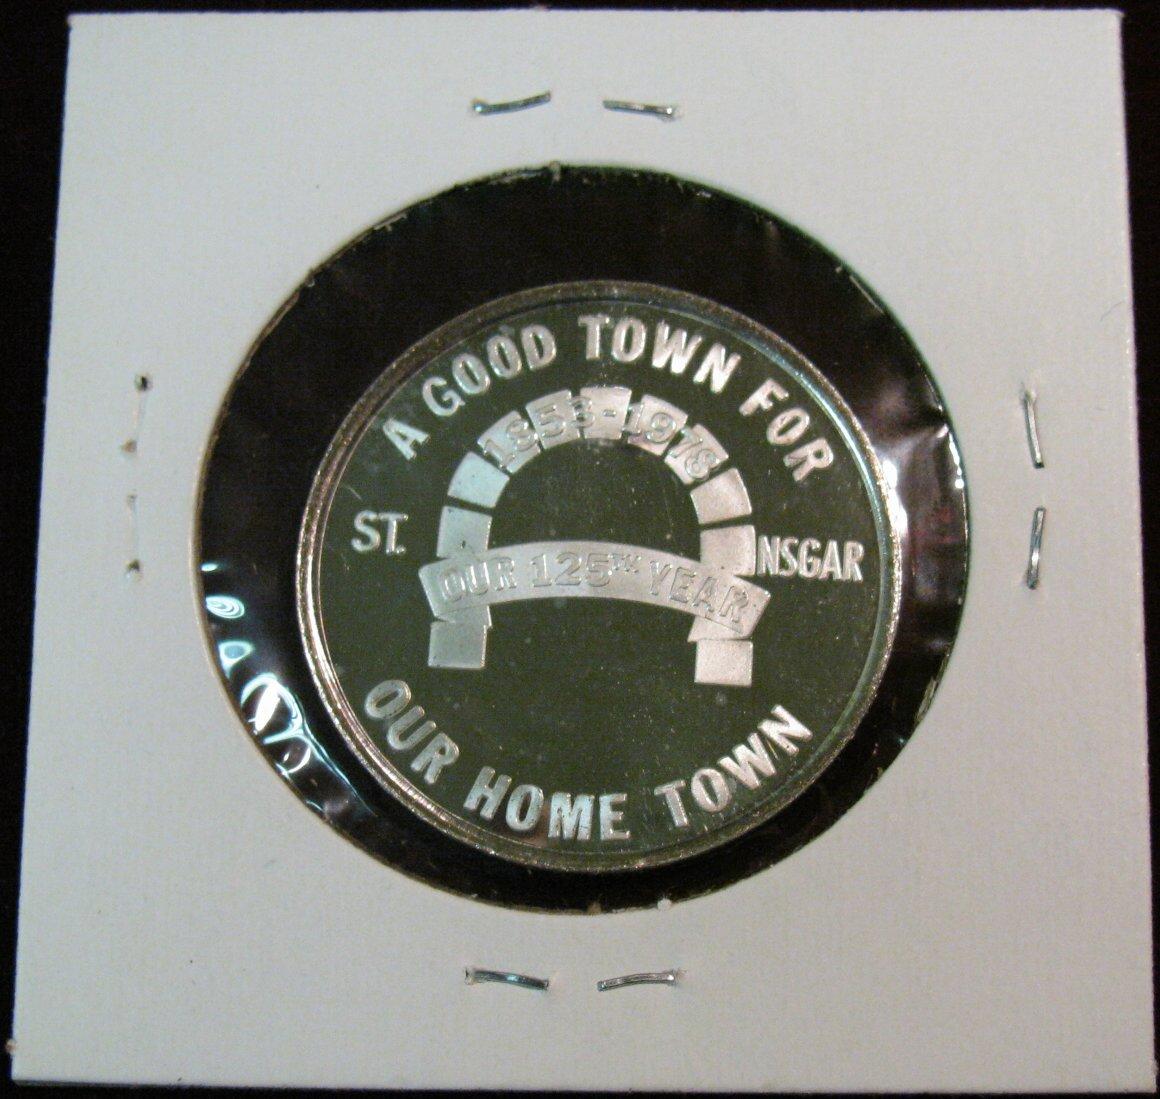 A GOOD TOWN FOR
1853-1978
ST. NSGAR
OUR 125TH YEAR
OUR HOME TOWN